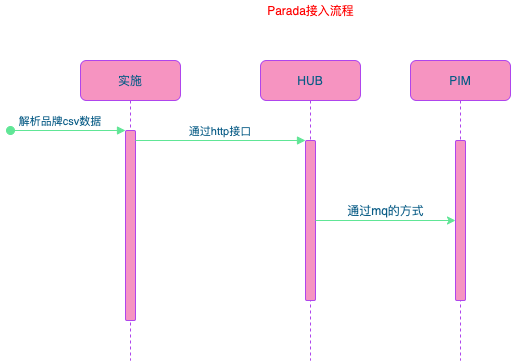 Parada接入流程
实施
HUB
PIM
解析品牌csv数据
通过http接口
通过mq的方式